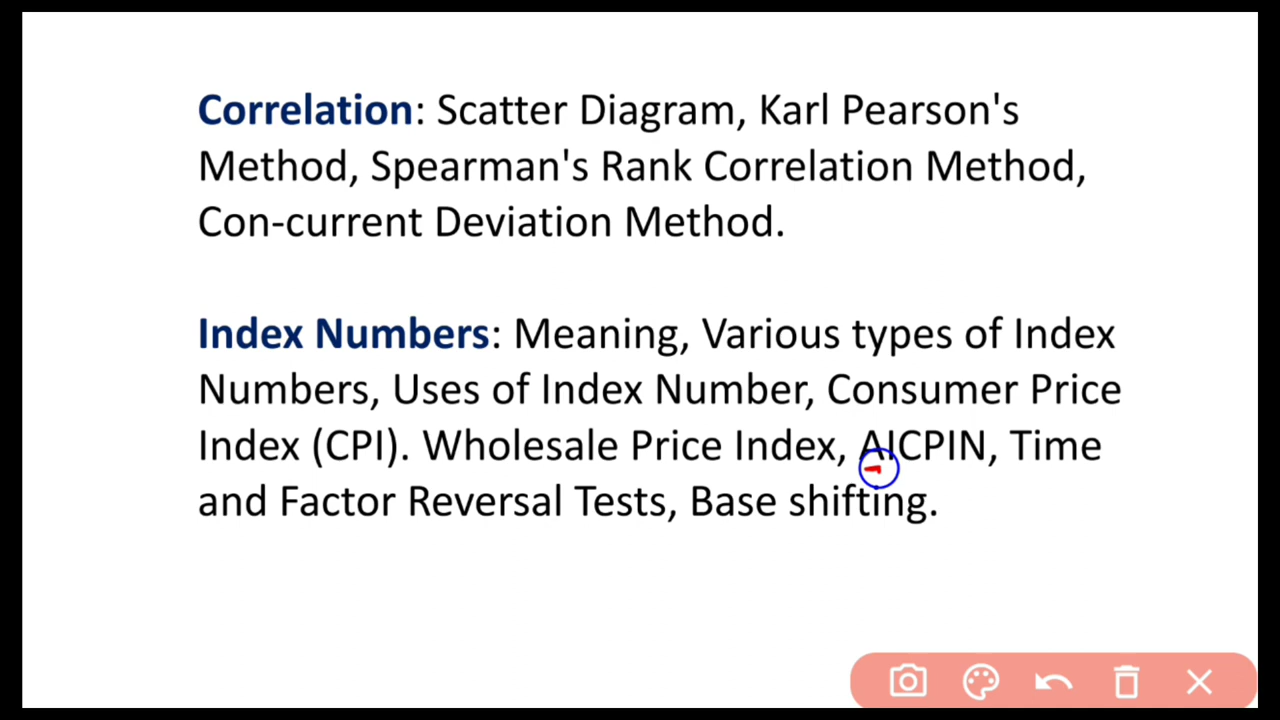 Correlation: Scatter Diagram, Karl Pearson's
Method, Spearman's Rank Correlation Method,
Con-current Deviation Method.
Index Numbers: Meaning, Various types of Index
Numbers, Uses of Index Number, Consumer Price
Index (CPI). Wholesale Price Index, AICPIN, Time
and Factor Reversal Tests, Base shifting.